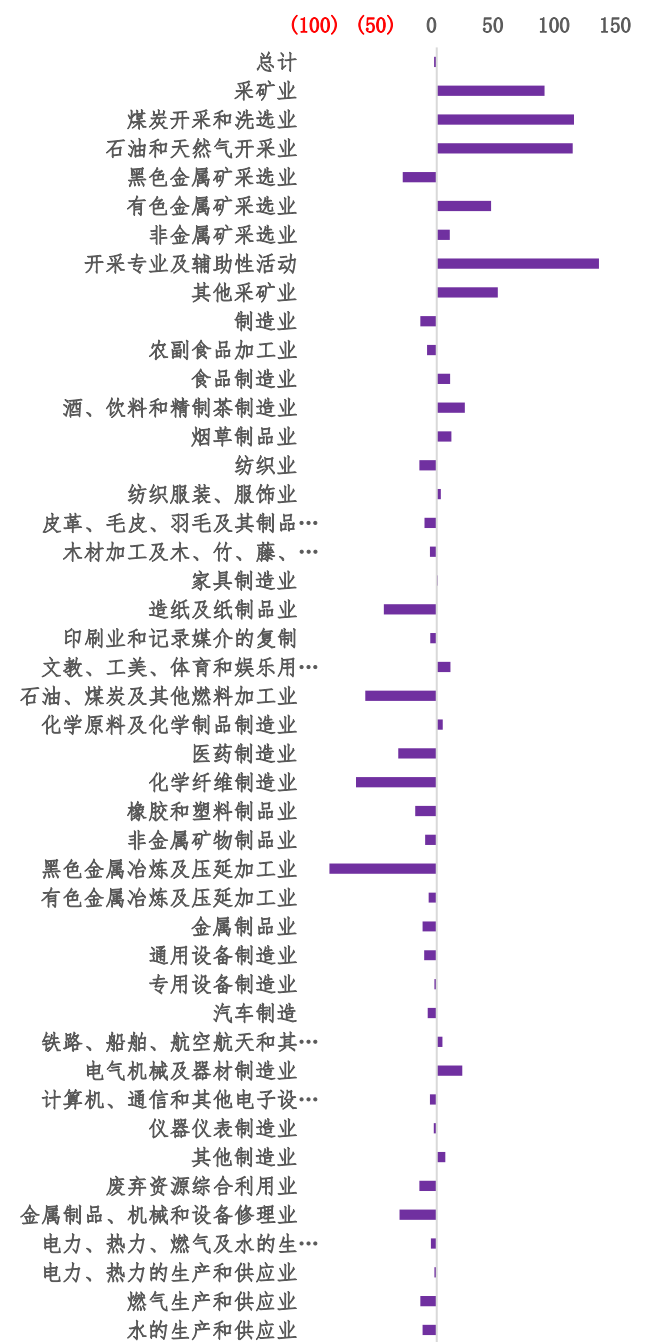 (100) (50) 0 50 100 150
总计
采矿业
煤炭开采和洗选业
石油和天然气开采业
黑色金属矿采选业
有色金属矿采选业
非金属矿采选业
开采专业及辅助性活动
其他采矿业
制造业
农副食品加工业
食品制造业
酒、饮料和精制茶制造业
烟草制品业
纺织业
纺织服装、服饰业
皮革、毛皮、羽毛及其制品…
木材加工及木、竹、藤、…
家具制造业
造纸及纸制品业
印刷业和记录媒介的复制
文教、工美、体育和娱乐用…
石油、煤炭及其他燃料加工业
化学原料及化学制品制造业
医药制造业
化学纤维制造业
橡胶和塑料制品业
非金属矿物制品业
黑色金属冶炼及压延加工业
有色金属冶炼及压延加工业
金属制品业
通用设备制造业
专用设备制造业
汽车制造
铁路、船舶、航空航天和其…
电气机械及器材制造业
计算机、通信和其他电子设…
仪器仪表制造业
其他制造业
废弃资源综合利用业
金属制品、机械和设备修理业
电力、热力、燃气及水的生…
电力、热力的生产和供应业
燃气生产和供应业
水的生产和供应业